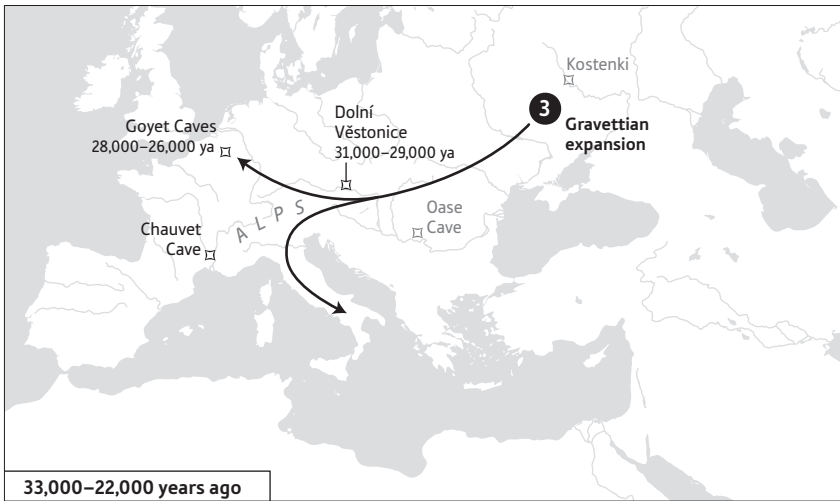 Kostenki
3
Gravettian
expansion
Dolní
Věstonice
31,000–29,000 ya
Goyet Caves
28,000–26,000 ya
ALPS
Oase
Cave
Chauvet
Cave
33,000–22,000 years ago